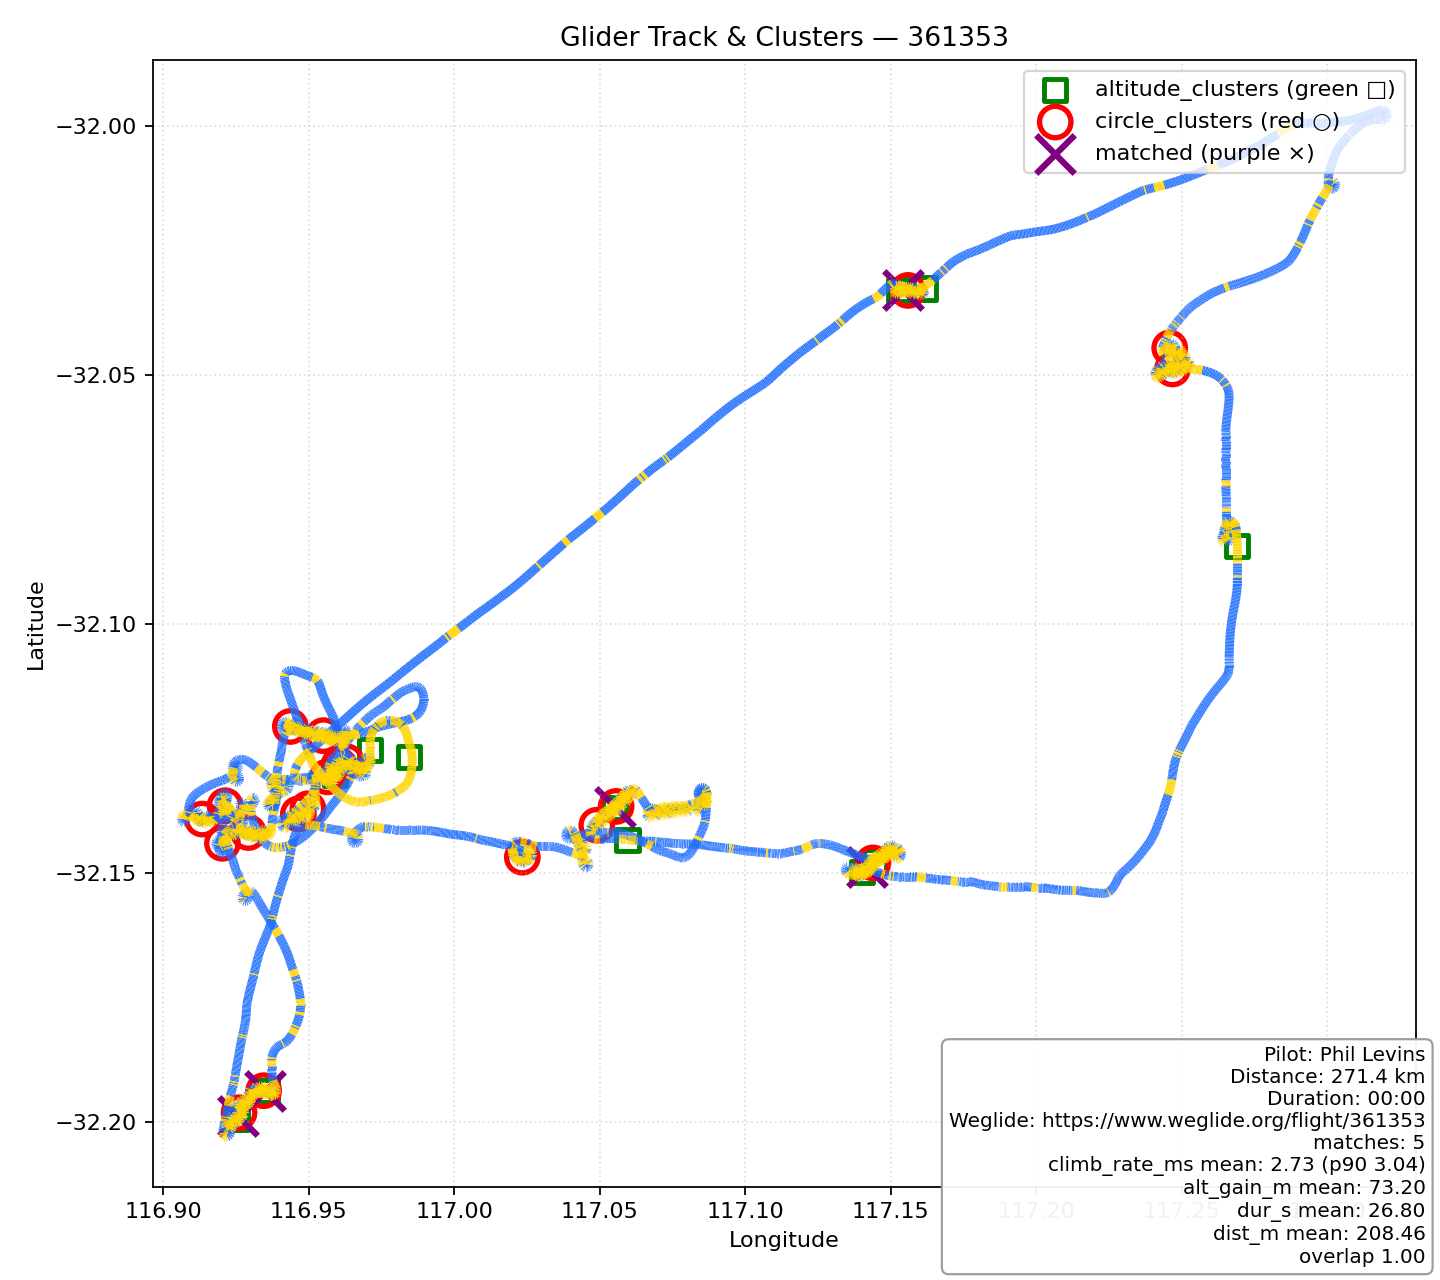 Glider Track & Clusters — 361353
altitude_clusters (green □)
circle_clusters (red ○)
matched (purple ×)
−32.00
−32.05
−32.10
−32.15
−32.20
Latitude
116.90
116.95
117.00
117.05
117.10
117.15
117.20
117.25
Longitude
Pilot: Phil Levins
Distance: 271.4 km
Duration: 00:00
Weglide: https://www.weglide.org/flight/361353
matches: 5
climb_rate_ms mean: 2.73 (p90 3.04)
alt_gain_m mean: 73.20
dur_s mean: 26.80
dist_m mean: 208.46
overlap 1.00